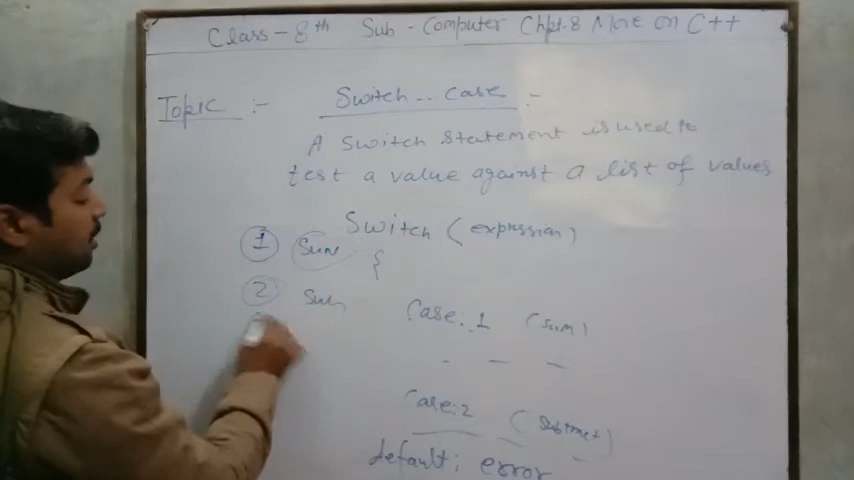 Class - 8th Sub - Computer Chpt.8 More on C++
Topic :- Switch -- Case :-
A Switch Statement is used to
test a value against a list of values
Switch (expression)
1 Sum
{
2 Sub
Case: 1 (sum)
- - -
Case: 2 (Subtract)
default: error